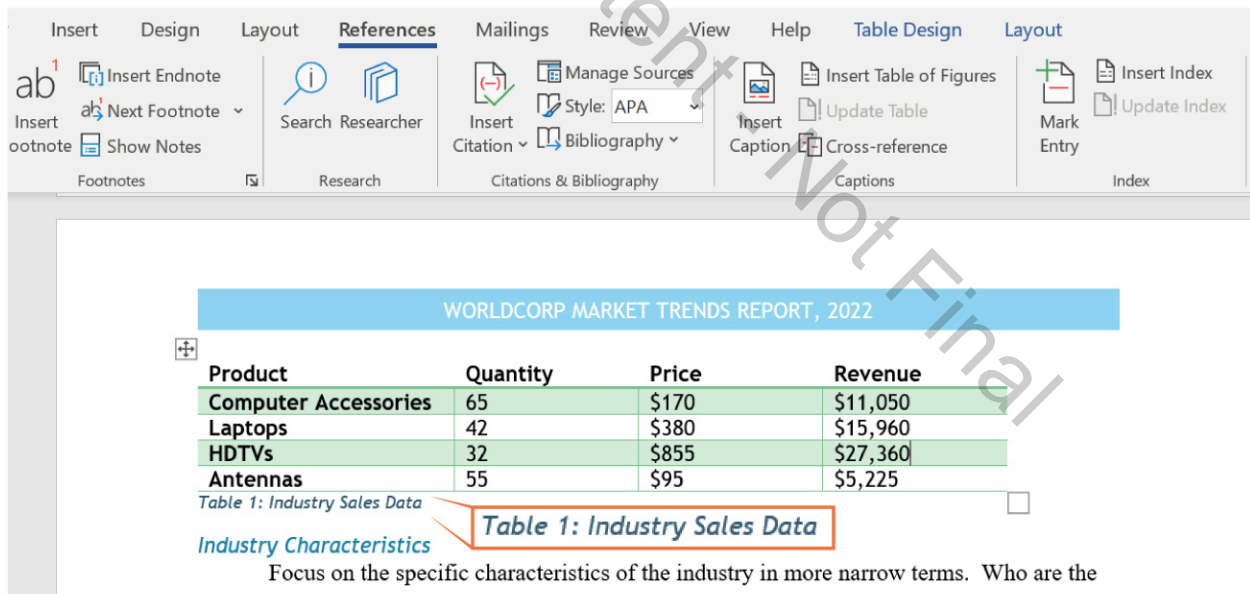 Insert Design Layout References Mailings Review View Help Table Design Layout
ab1 Insert Endnote Manage Sources Insert Table of Figures Insert Index
ab1 Next Footnote Style: APA Update Table Update Index
Insert ootnote Show Notes Search Researcher Insert Citation Bibliography Insert Caption Cross-reference Mark Entry
Footnotes Research Citations & Bibliography Captions Index
WORLDCORP MARKET TRENDS REPORT, 2022
Product Quantity Price Revenue
Computer Accessories 65 $170 $11,050
Laptops 42 $380 $15,960
HDTVs 32 $855 $27,360
Antennas 55 $95 $5,225
Table 1: Industry Sales Data
Table 1: Industry Sales Data
Industry Characteristics
Focus on the specific characteristics of the industry in more narrow terms. Who are the
tent - Not Final